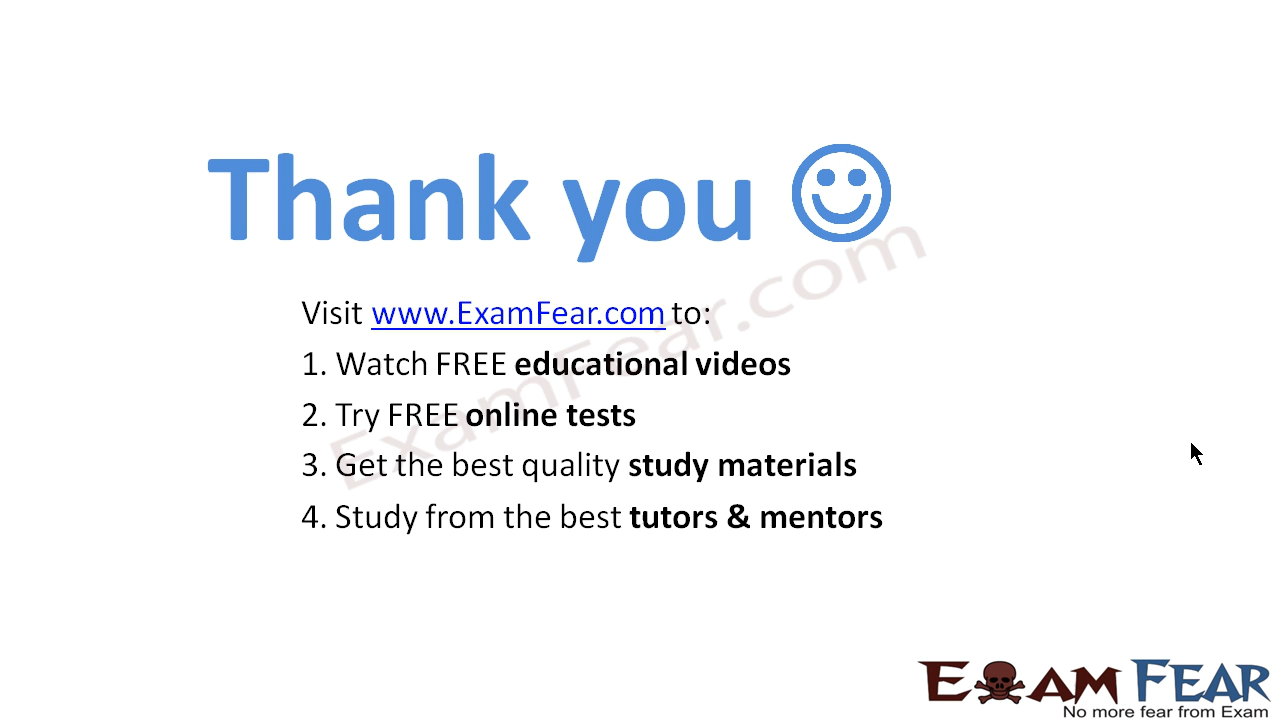 Thank you ☺
Visit www.ExamFear.com to:
1. Watch FREE educational videos
2. Try FREE online tests
3. Get the best quality study materials
4. Study from the best tutors & mentors
ExamFear.com
EXAM FEAR
No more fear from Exam